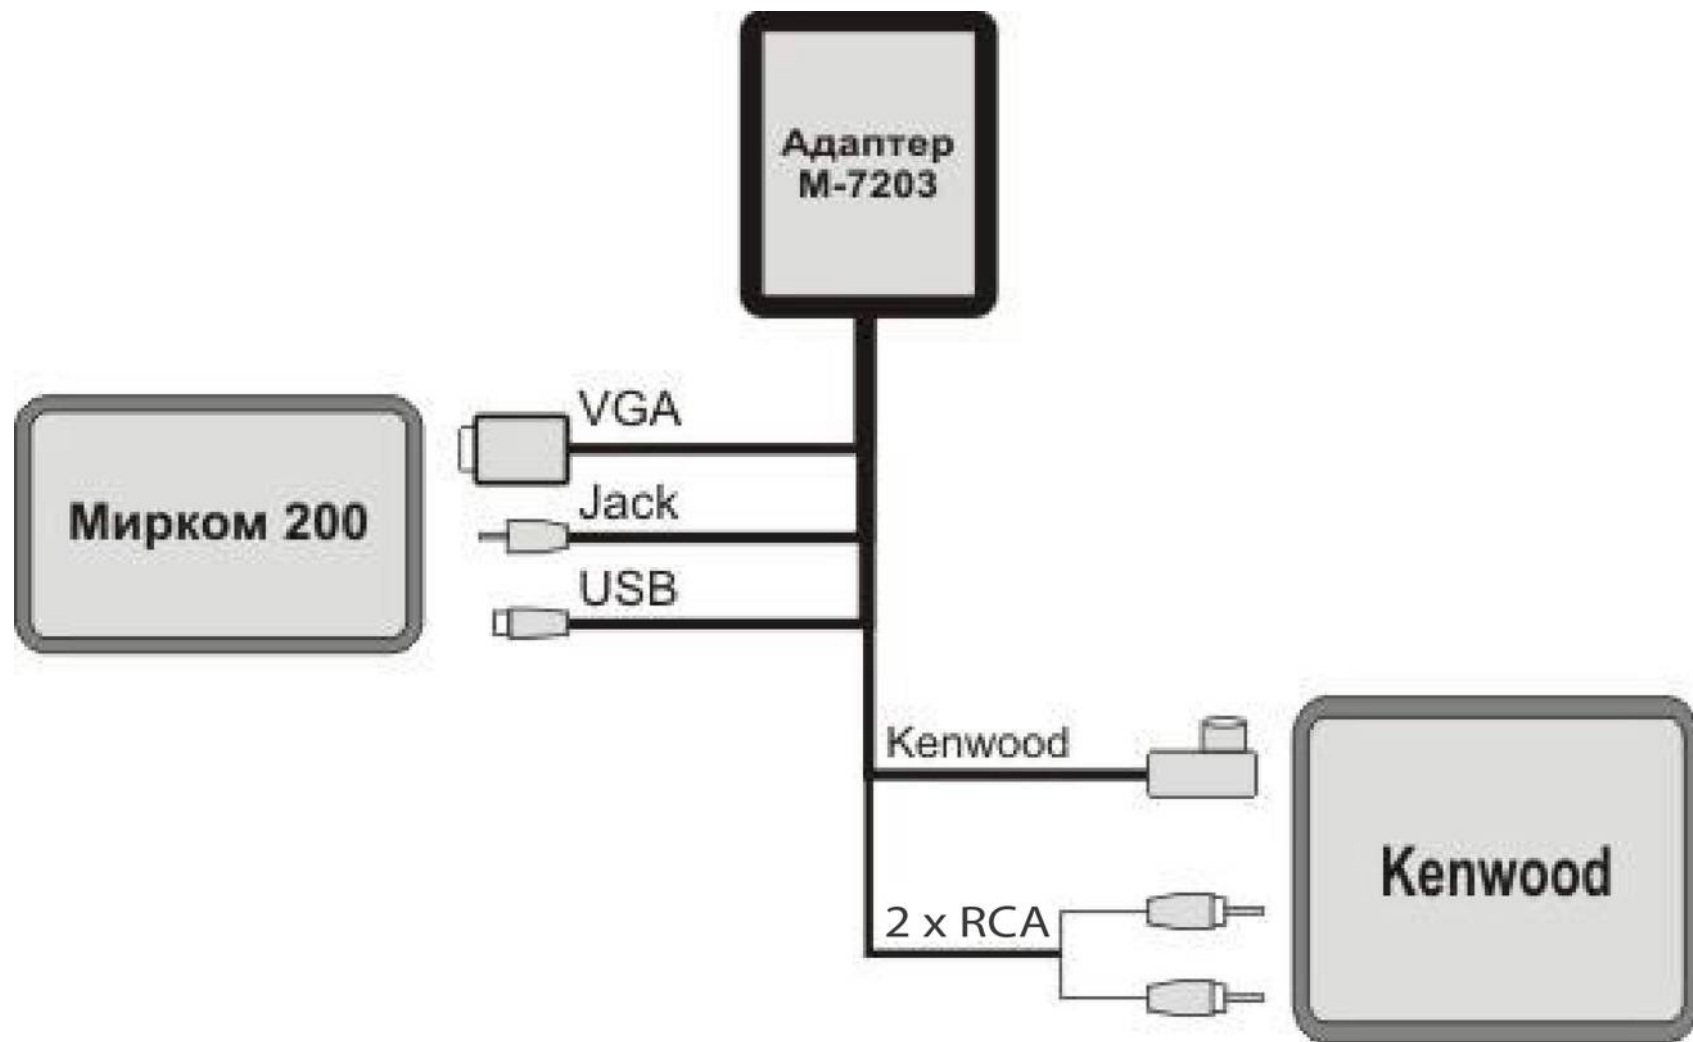 Адаптер
М-7203
VGA
Jack
USB
Мирком 200
Kenwood
2 x RCA
Kenwood